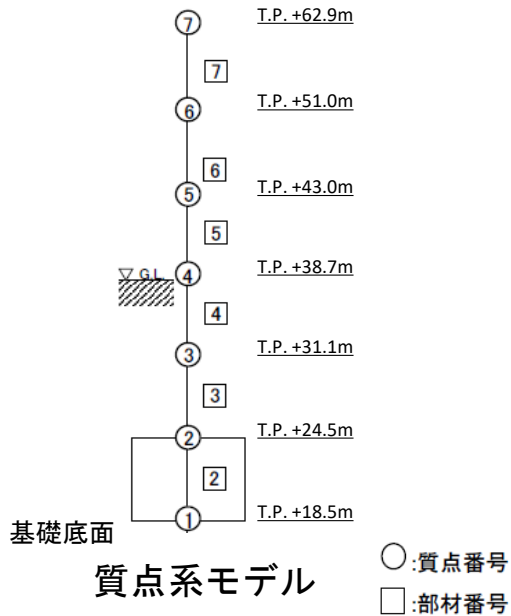 ⑦ T.P. +62.9m
7
⑥ T.P. +51.0m
6
⑤ T.P. +43.0m
5
▽ G.L. ④ T.P. +38.7m
4
③ T.P. +31.1m
3
② T.P. +24.5m
2
① T.P. +18.5m
基礎底面
質点系モデル
○:質点番号
□:部材番号